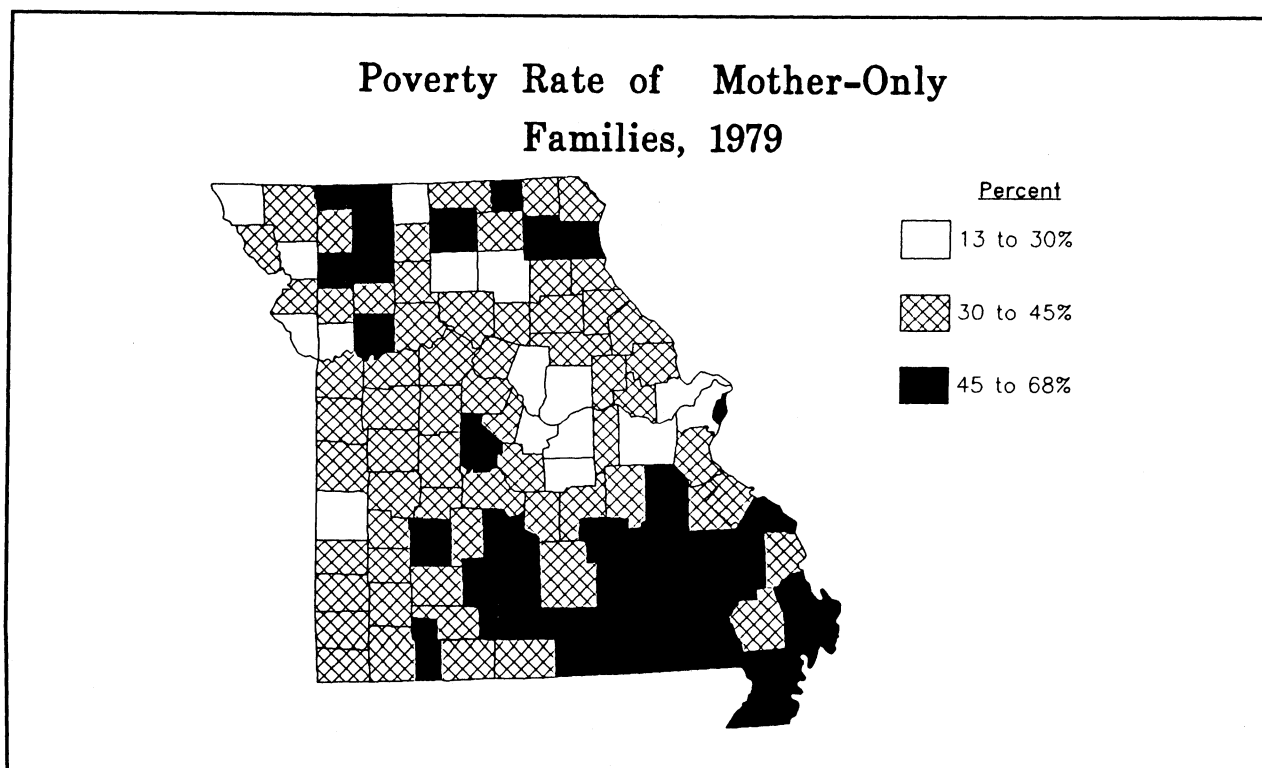 Poverty Rate of Mother-Only
Families, 1979
Percent
13 to 30%
30 to 45%
45 to 68%